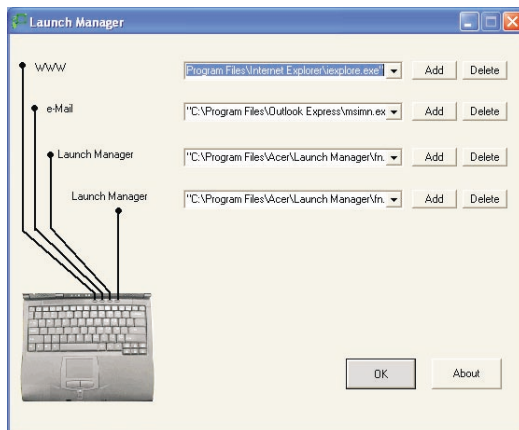 Launch Manager
WWW
Program Files\Internet Explorer\iexplore.exe"
Add
Delete
e-Mail
"C:\Program Files\Outlook Express\msimn.ex
Add
Delete
Launch Manager
"C:\Program Files\Acer\Launch Manager\fn.
Add
Delete
Launch Manager
"C:\Program Files\Acer\Launch Manager\fn.
Add
Delete
OK
About